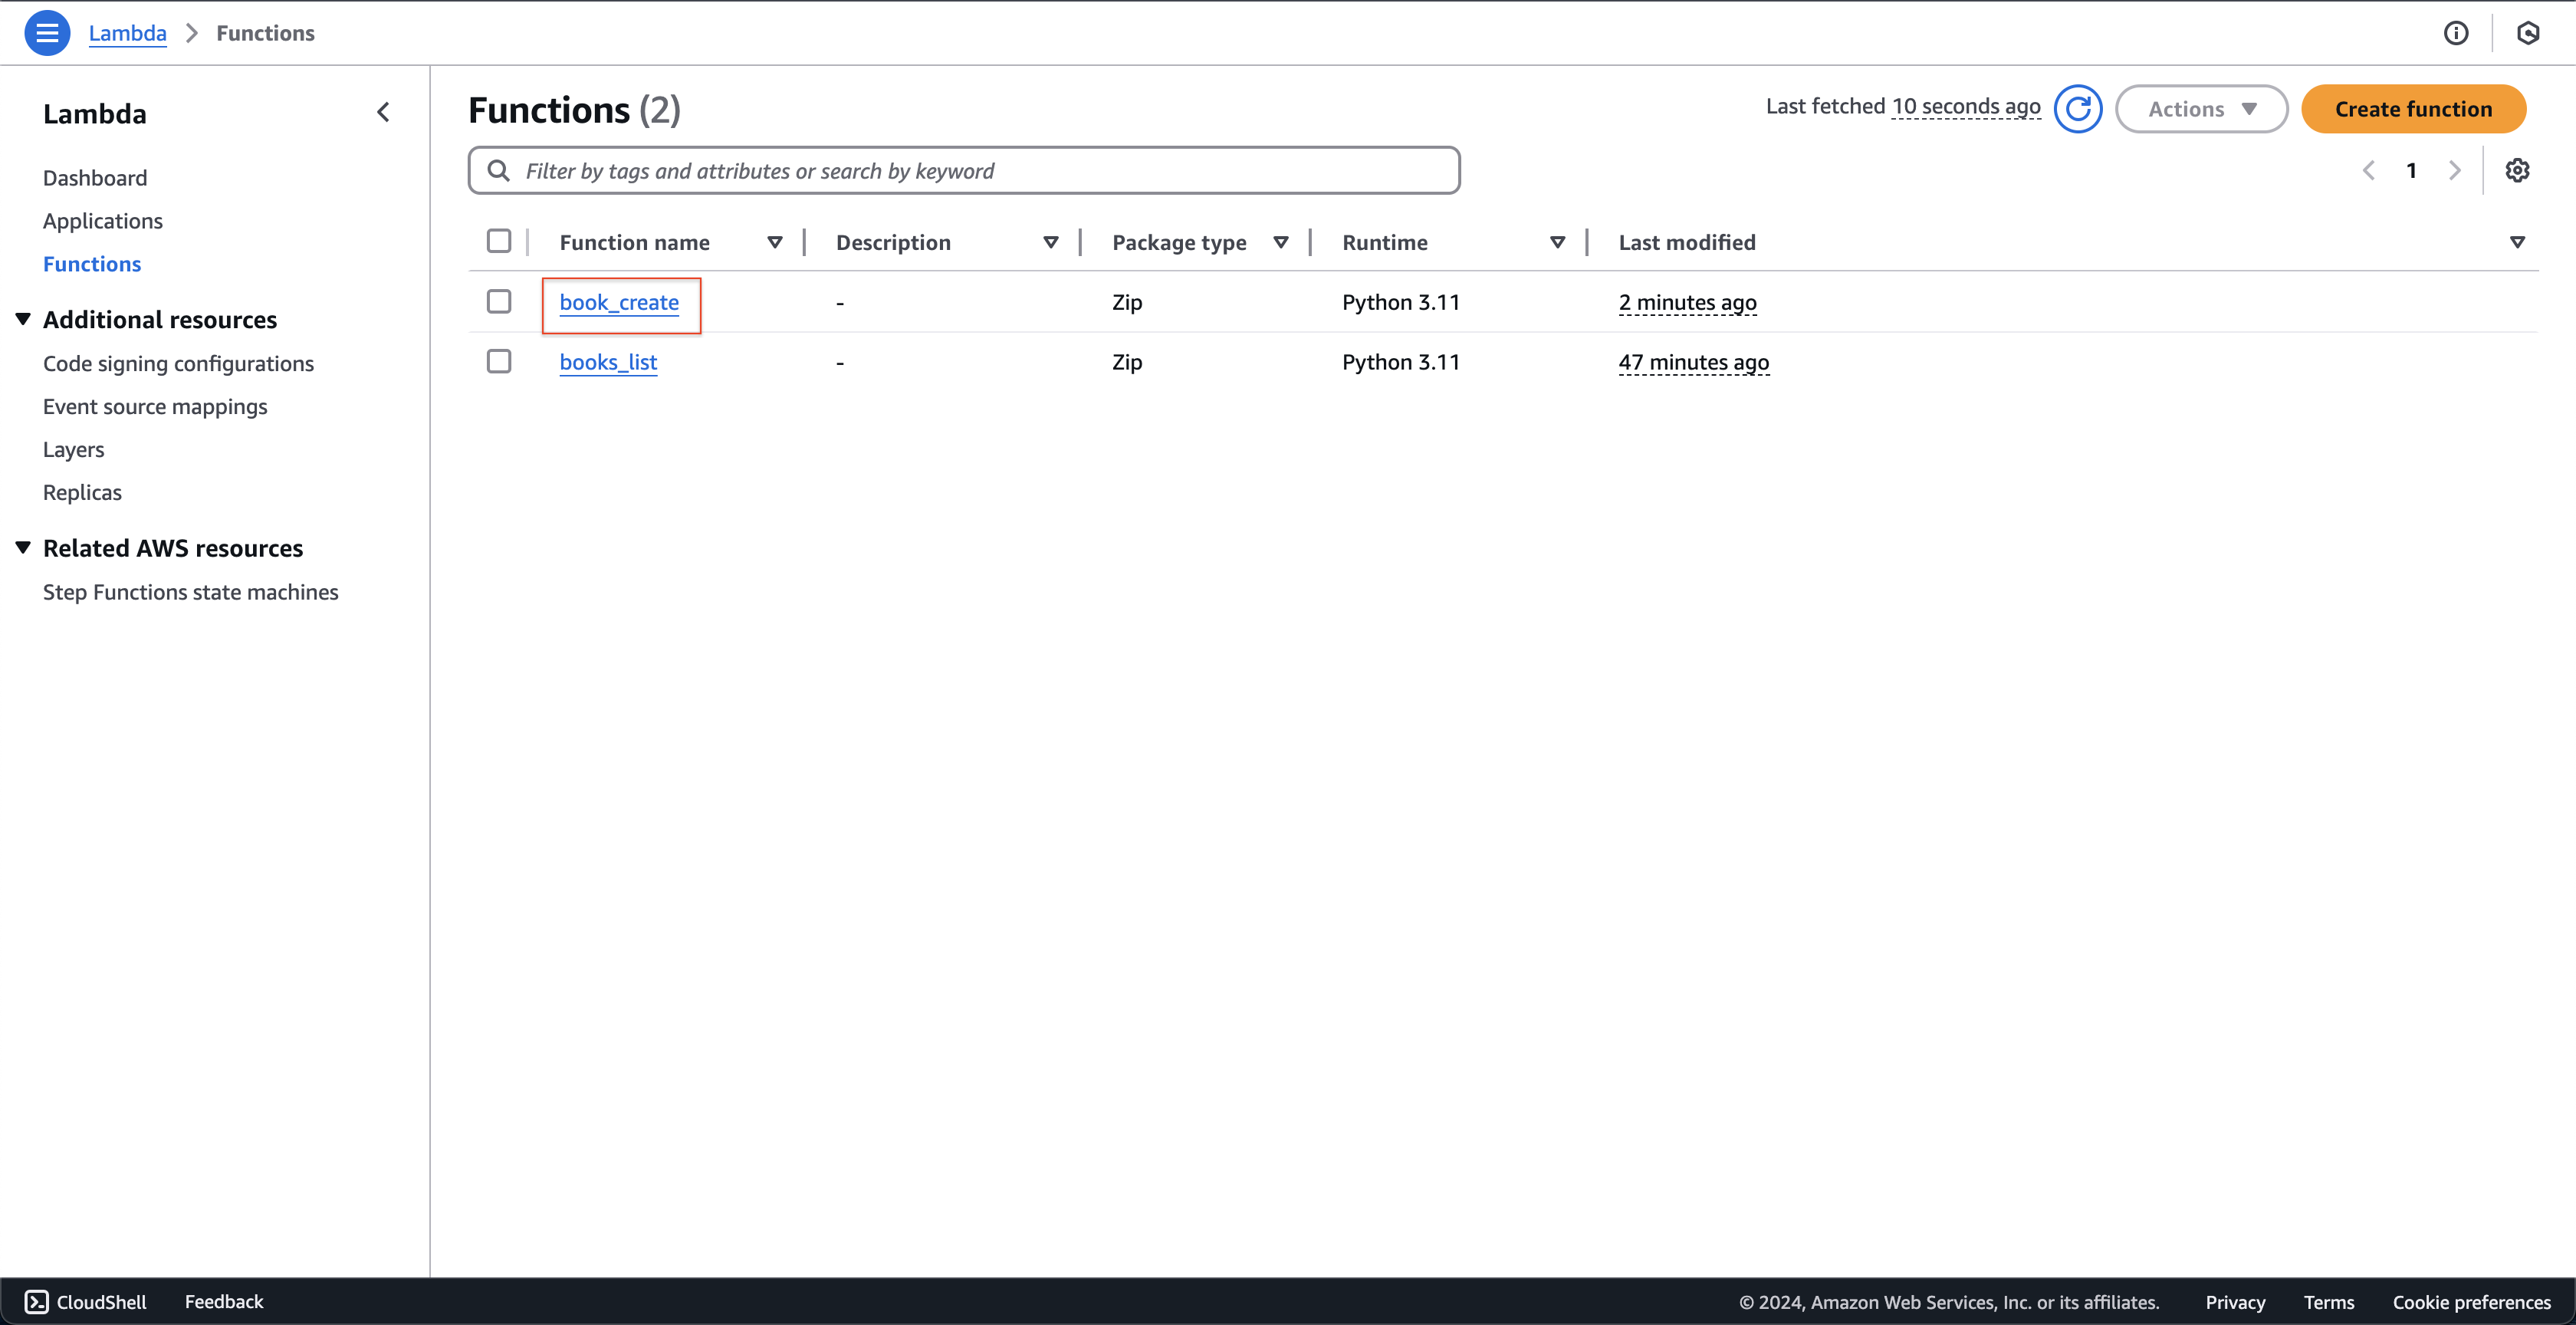 Lambda > Functions
Lambda
Dashboard
Applications
Functions
Additional resources
Code signing configurations
Event source mappings
Layers
Replicas
Related AWS resources
Step Functions state machines
Functions (2)
Last fetched 10 seconds ago
Actions
Create function
Filter by tags and attributes or search by keyword
1
Function name Description Package type Runtime Last modified
book_create - Zip Python 3.11 2 minutes ago
books_list - Zip Python 3.11 47 minutes ago
CloudShell Feedback © 2024, Amazon Web Services, Inc. or its affiliates. Privacy Terms Cookie preferences